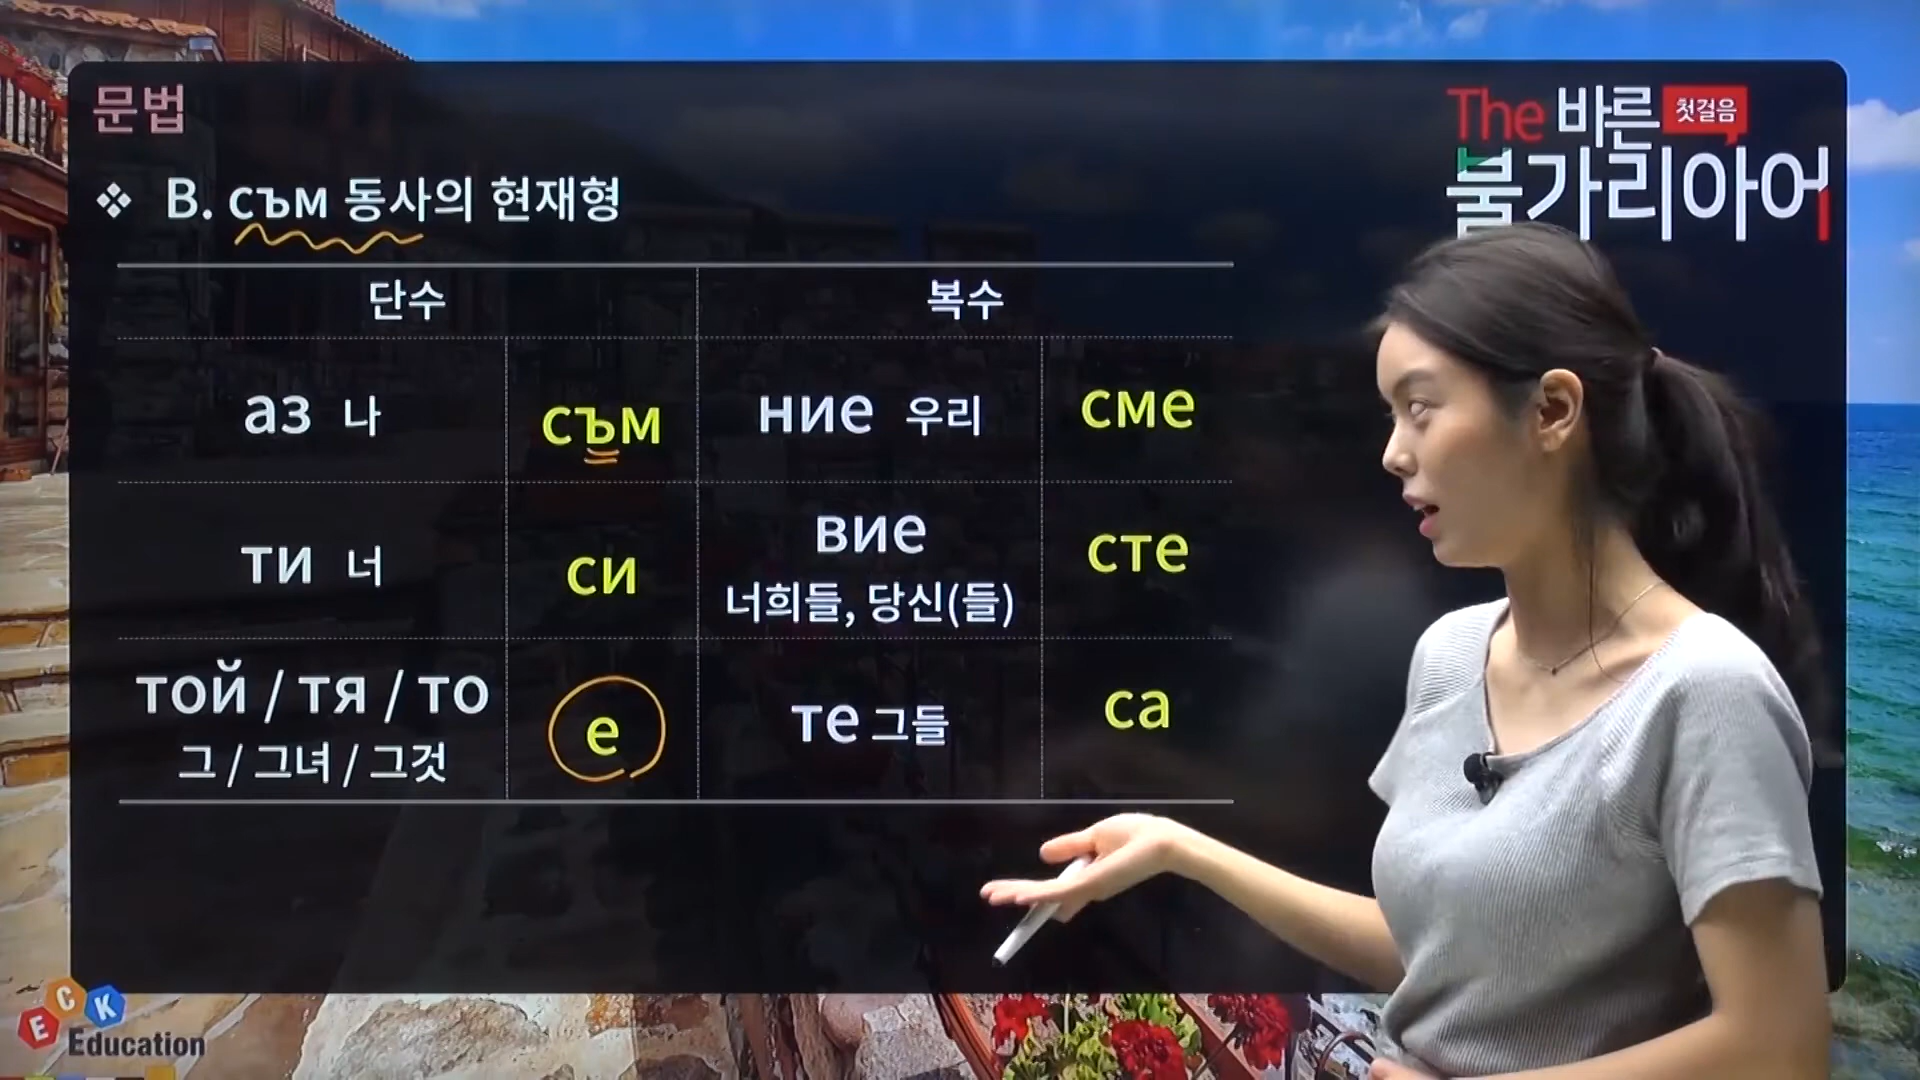 문법
The 바른 첫걸음
불가리아어
❖ B. съм 동사의 현재형
단수 복수
аз 나 съм ние 우리 сме
ти 너 си вие сте
너희들, 당신(들)
той / тя / то е те 그들 са
그 / 그녀 / 그것
ECK
Education